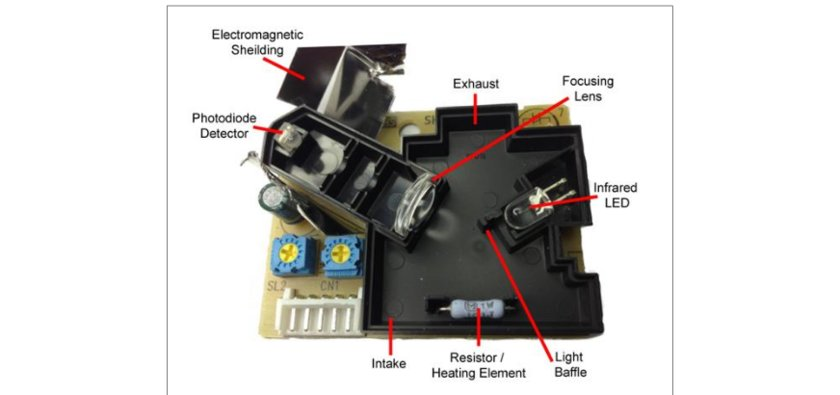 Electromagnetic
Sheilding
Exhaust
Focusing
Lens
Photodiode
Detector
Infrared
LED
SL2
CN1
Intake
Resistor /
Heating Element
Light
Baffle